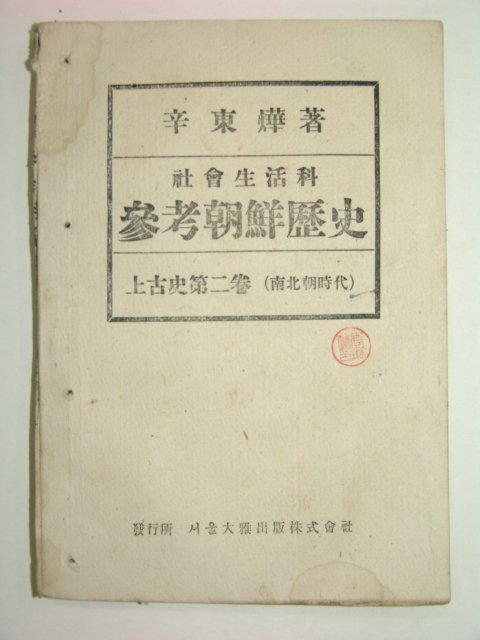 辛東燁著
社會生活科
參考朝鮮歷史
上古史第二卷 (南北朝時代)
發行所 서울大雅出版株式會社